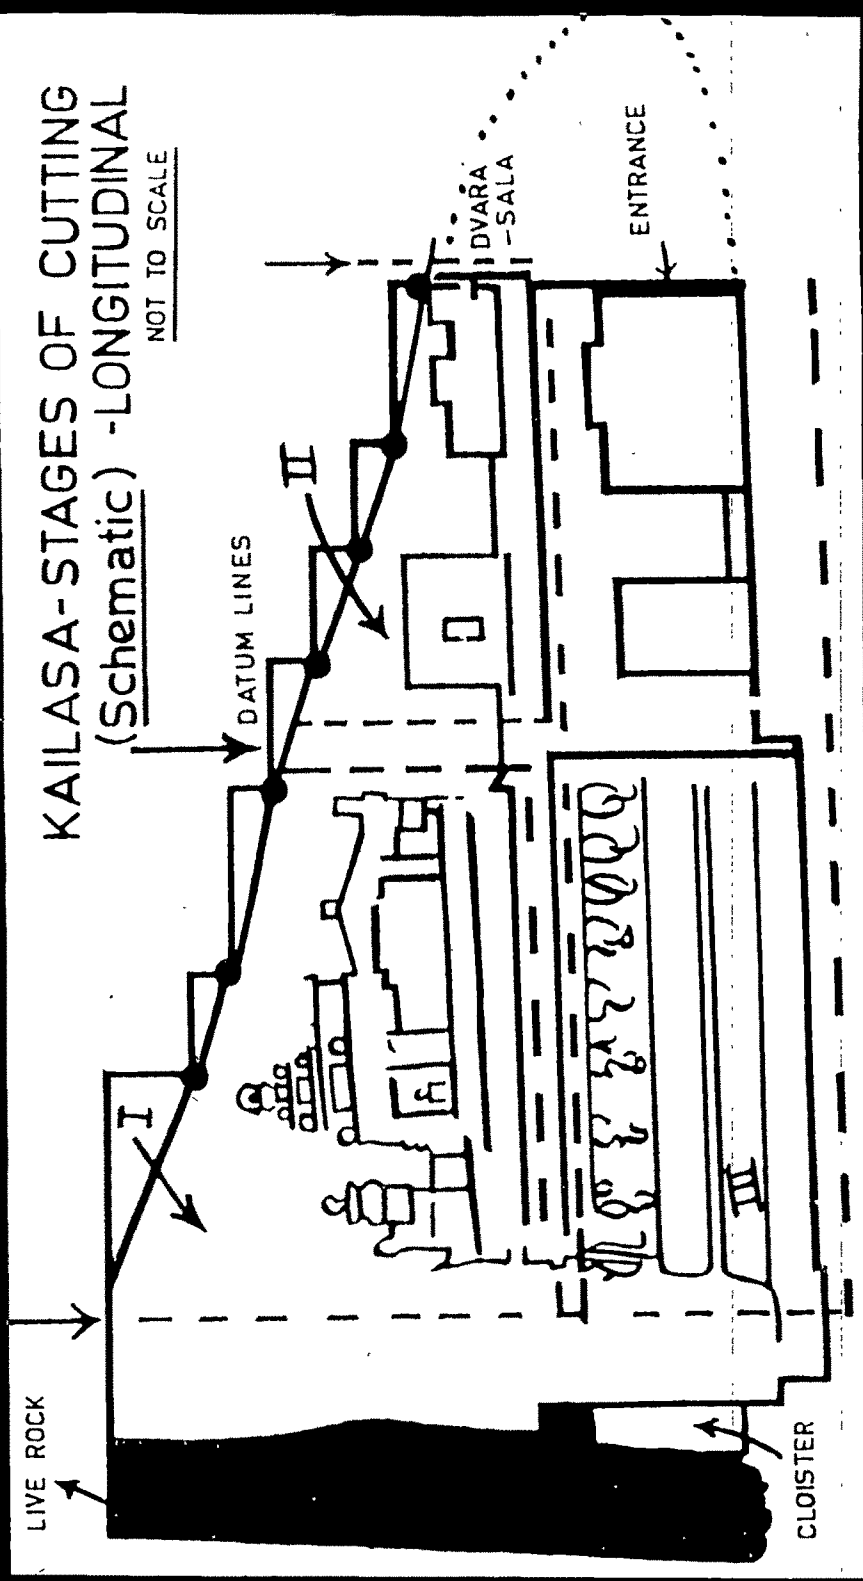 KAILASA-STAGES OF CUTTING
(Schematic) -LONGITUDINAL
NOT TO SCALE
LIVE ROCK
I
DATUM LINES
II
DVARA
-SALA
ENTRANCE
III
CLOISTER